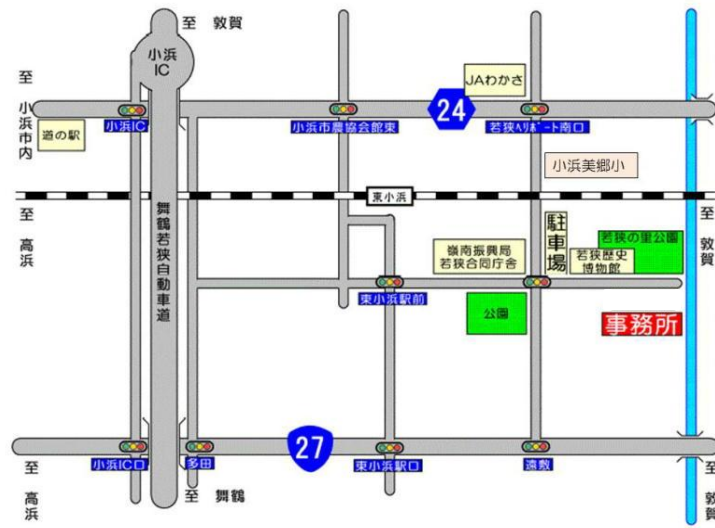 至 敦賀
小浜
IC
至 小浜市内
道の駅
小浜IC
小浜市農協会館東
24
JAわかさ
若狭ヘリポート南口
小浜美郷小
東小浜
至 高浜
至 敦賀
舞鶴若狭自動車道
嶺南振興局
若狭合同庁舎
駐車場
若狭の里公園
若狭歴史
博物館
東小浜駅前
公園
事務所
27
小浜IC口
多田
東小浜駅口
遠敷
至 高浜
至 舞鶴
至 敦賀